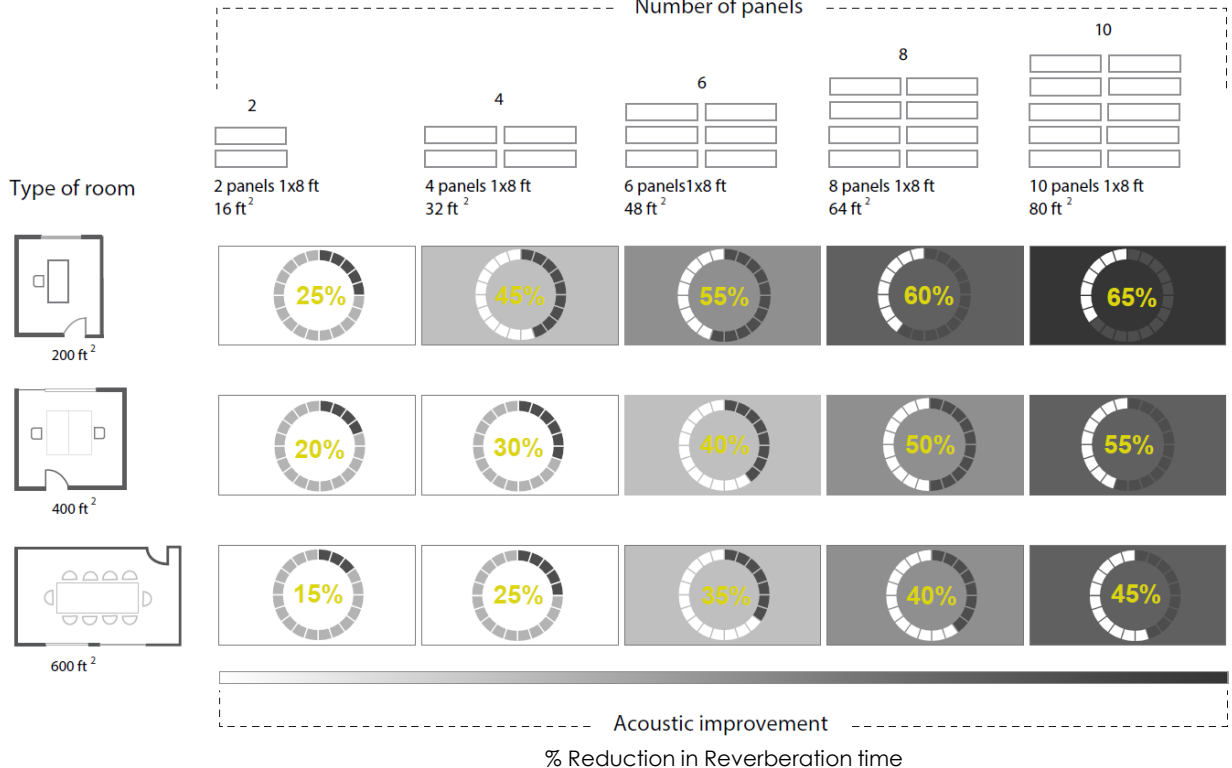 Number of panels
2
4
6
8
10
Type of room
2 panels 1x8 ft
16 ft 2
4 panels 1x8 ft
32 ft 2
6 panels1x8 ft
48 ft 2
8 panels 1x8 ft
64 ft 2
10 panels 1x8 ft
80 ft 2
25%
45%
55%
60%
65%
200 ft 2
20%
30%
40%
50%
55%
400 ft 2
15%
25%
35%
40%
45%
600 ft 2
Acoustic improvement
% Reduction in Reverberation time